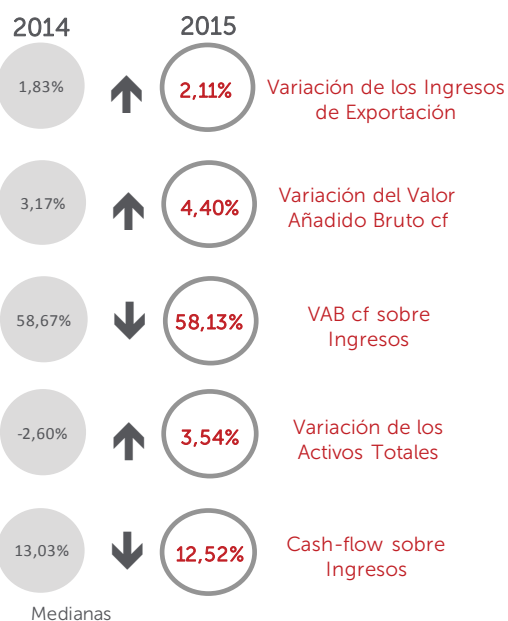 2014
2015
1,83%
2,11%
Variación de los Ingresos
de Exportación
3,17%
4,40%
Variación del Valor
Añadido Bruto cf
58,67%
58,13%
VAB cf sobre
Ingresos
-2,60%
3,54%
Variación de los
Activos Totales
13,03%
12,52%
Cash-flow sobre
Ingresos
Medianas